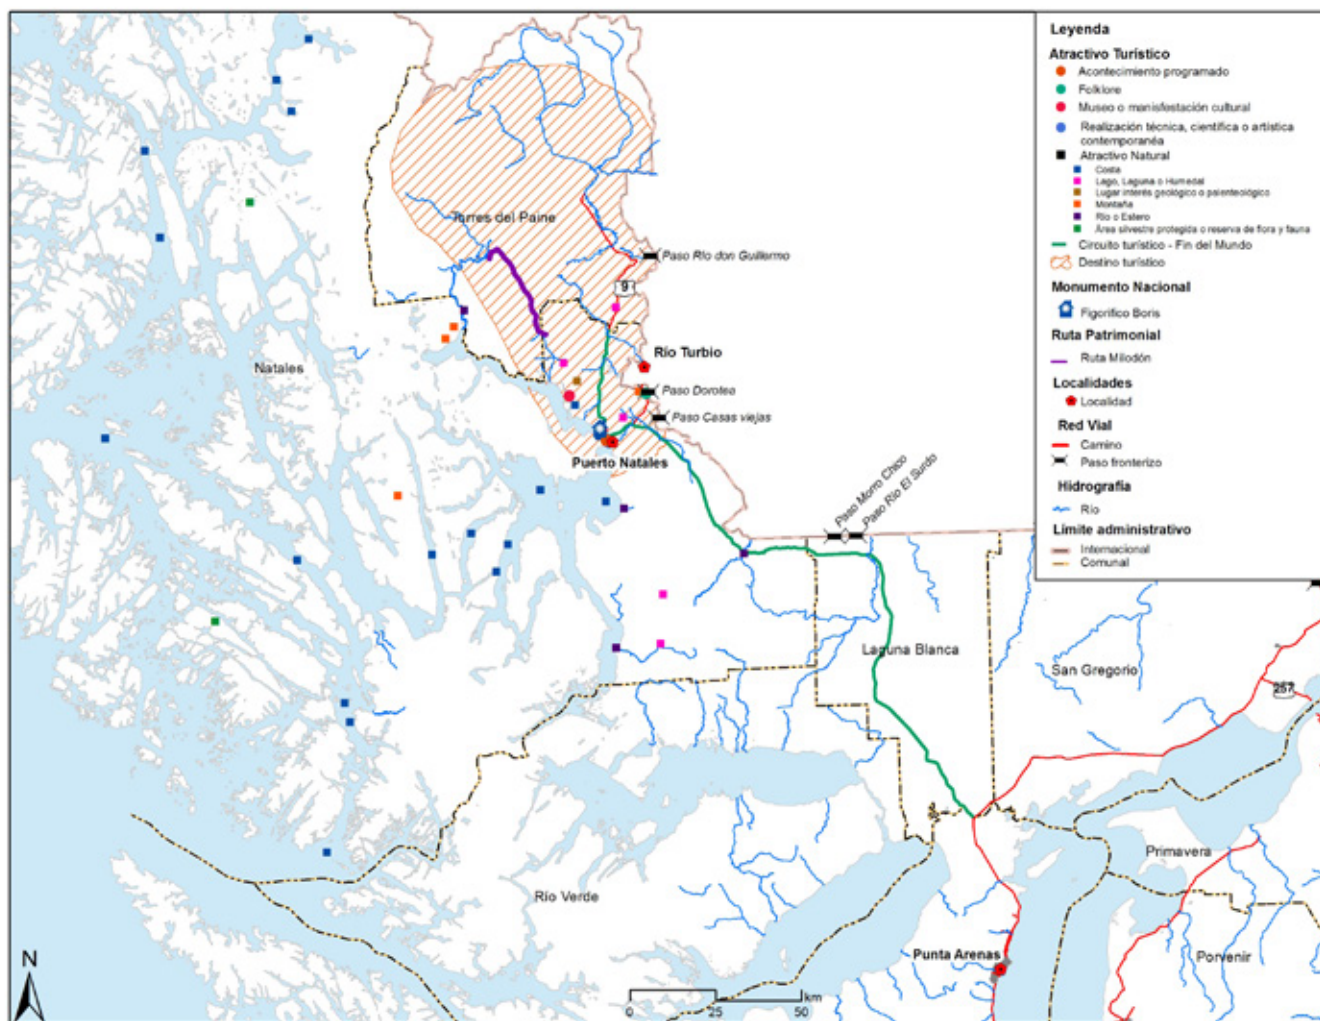 Leyenda
Atractivo Turístico
Acontecimiento programado
Folklore
Museo o manisfestación cultural
Realización técnica, científica o artística
contemporanéa
Atractivo Natural
Costa
Lago, Laguna o Humedal
Lugar interés geológico o paienteológico
Montaña
Río o Estero
Área silvestre protegida o reserva de flora y fauna
Circuito turístico - Fin del Mundo
Destino turístico
Monumento Nacional
Figorífico Boris
Ruta Patrimonial
Ruta Milodón
Localidades
Localidad
Red Vial
Camino
Paso fronterizo
Hidrografía
Río
Límite administrativo
Internacional
Comunal
Torres del Paine
Paso Río don Guillermo
9
Río Turbio
Natales
Paso Dorotea
Paso Casas viejas
Puerto Natales
Paso Morro Chico
Paso Río El Surdo
Laguna Blanca
San Gregorio
257
Primavera
Río Verde
Porvenir
Punta Arenas
N
km
0 25 50